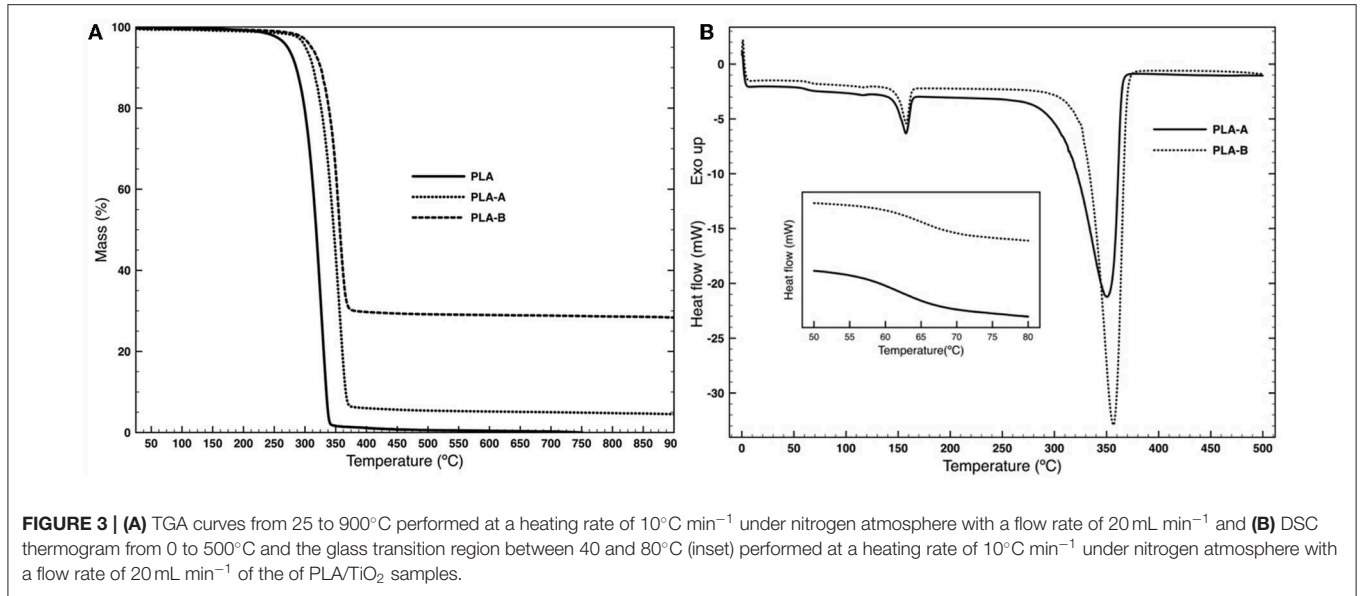 A
100
80
60
40
20
0
Mass (%)
PLA
PLA-A
PLA-B
50 100 150 200 250 300 350 400 450 500 550 600 650 700 750 800 850 90
Temperature (ºC)
B
0
-5
-10
-15
-20
-25
-30
Exo up
Heat flow (mW)
PLA-A
PLA-B
Heat flow (mW)
50 55 60 65 70 75 80
Temperature(ºC)
0 50 100 150 200 250 300 350 400 450 500
Temperature (ºC)
FIGURE 3 | (A) TGA curves from 25 to 900°C performed at a heating rate of 10°C min⁻¹ under nitrogen atmosphere with a flow rate of 20 mL min⁻¹ and (B) DSC
thermogram from 0 to 500°C and the glass transition region between 40 and 80°C (inset) performed at a heating rate of 10°C min⁻¹ under nitrogen atmosphere with
a flow rate of 20 mL min⁻¹ of the of PLA/TiO₂ samples.